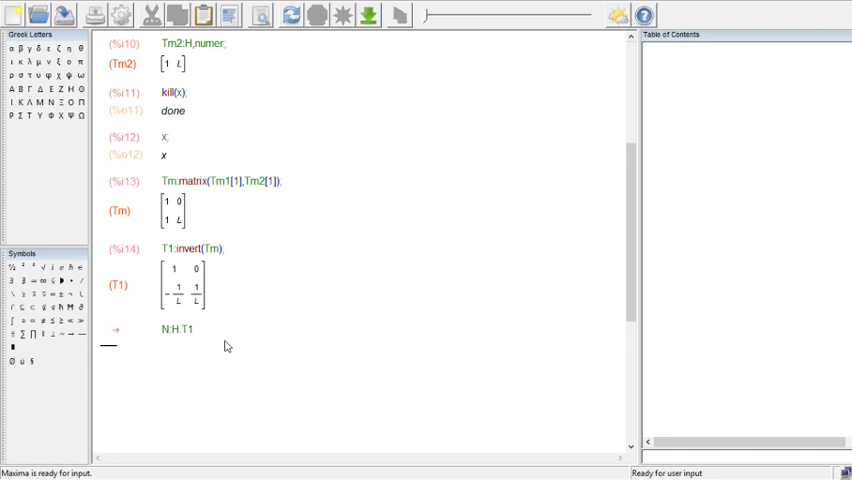 Greek Letters
α β γ δ ε ζ η θ
ι κ λ μ ν ξ ο π
ρ σ τ υ φ χ ψ ω
Α Β Γ Δ Ε Ζ Η Θ
Ι Κ Λ Μ Ν Ξ Ο Π
Ρ Σ Τ Υ Φ Χ Ψ Ω
Symbols
Ø ü §
(%i10) Tm2:H,numer;
(Tm2) [1 L]
(%i11) kill(x);
(%o11) done
(%i12) x;
(%o12) x
(%i13) Tm:matrix(Tm1[1],Tm2[1]);
1 0
(Tm)
1 L
(%i14) T1:invert(Tm);
1 0
(T1) -1/L 1/L
→ N:H.T1
Table of Contents
Maxima is ready for input.
Ready for user input